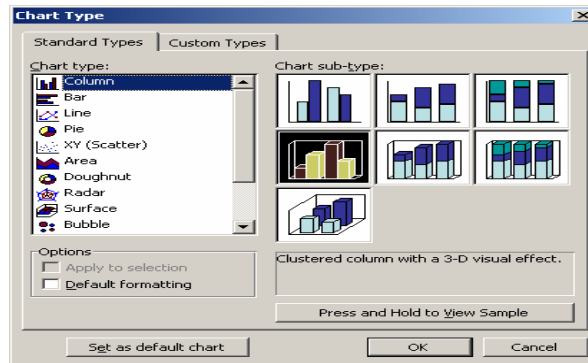 Chart Type
Standard Types
Custom Types
Chart type:
Column
Bar
Line
Pie
XY (Scatter)
Area
Doughnut
Radar
Surface
Bubble
Chart sub-type:
Options
Apply to selection
Default formatting
Clustered column with a 3-D visual effect.
Press and Hold to View Sample
Set as default chart
OK
Cancel